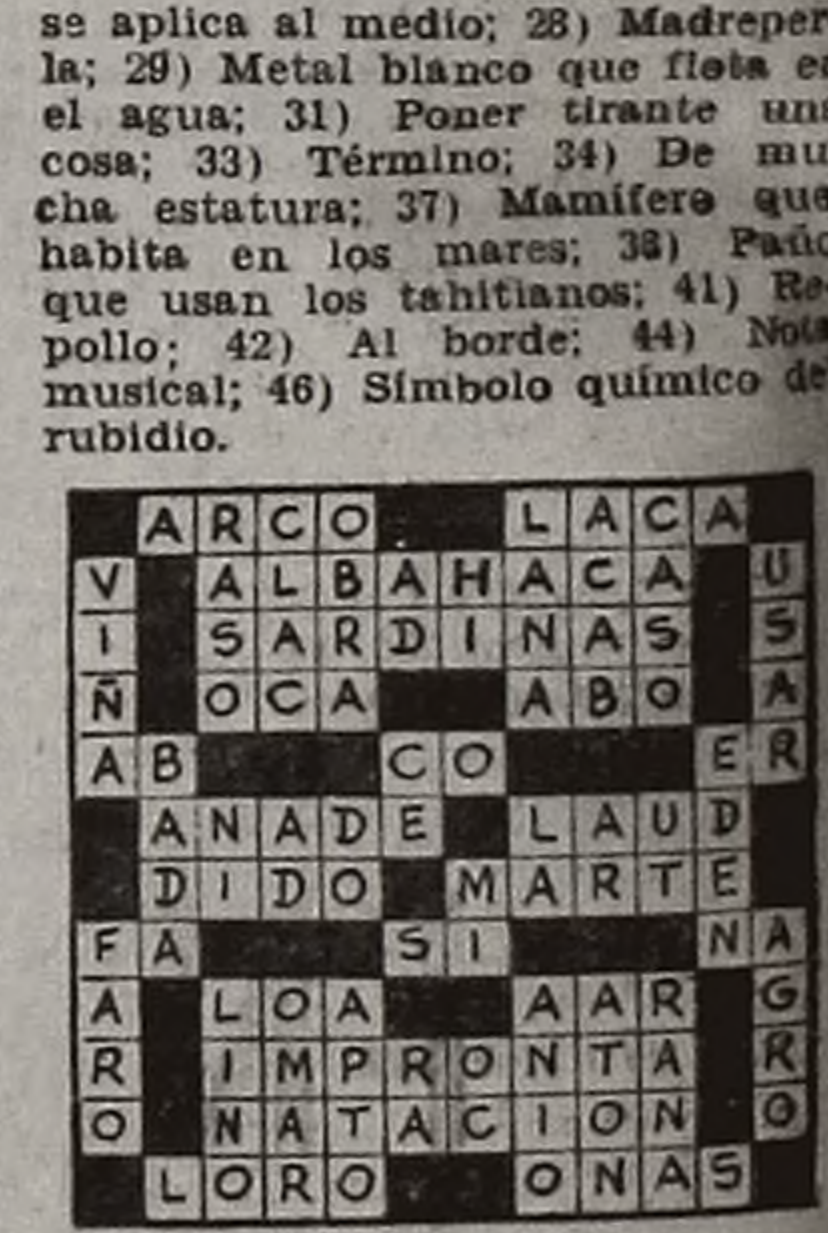 se aplica al medio; 28) Madreper
la; 29) Metal blanco que flota e
el agua; 31) Poner tirante un
cosa; 33) Término; 34) De mu
cha estatura; 37) Mamífero que
habita en los mares; 38) Paño
que usan los tahitianos; 41) Re-
pollo; 42) Al borde; 44) Nota
musical; 46) Símbolo químico de
rubidio.
ARCO LACA
V ALBAHACA U
I SARDINAS S
Ñ OCA ABO A
AB CO ER
ANADE LAUD
DIDO MARTE
FA SI NA
A LOA AAR G
R IMPRONTA R
O NATACION O
LORO ONAS